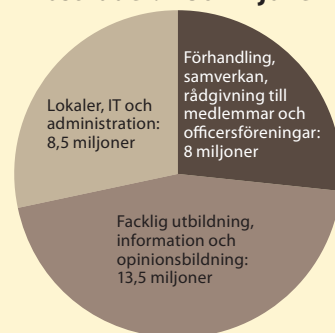 Förhandling,
samverkan,
rådgivning till
medlemmar och
officersföreningar:
8 miljoner
Lokaler, IT och
administration:
8,5 miljoner
Facklig utbildning,
information och
opinionsbildning:
13,5 miljoner